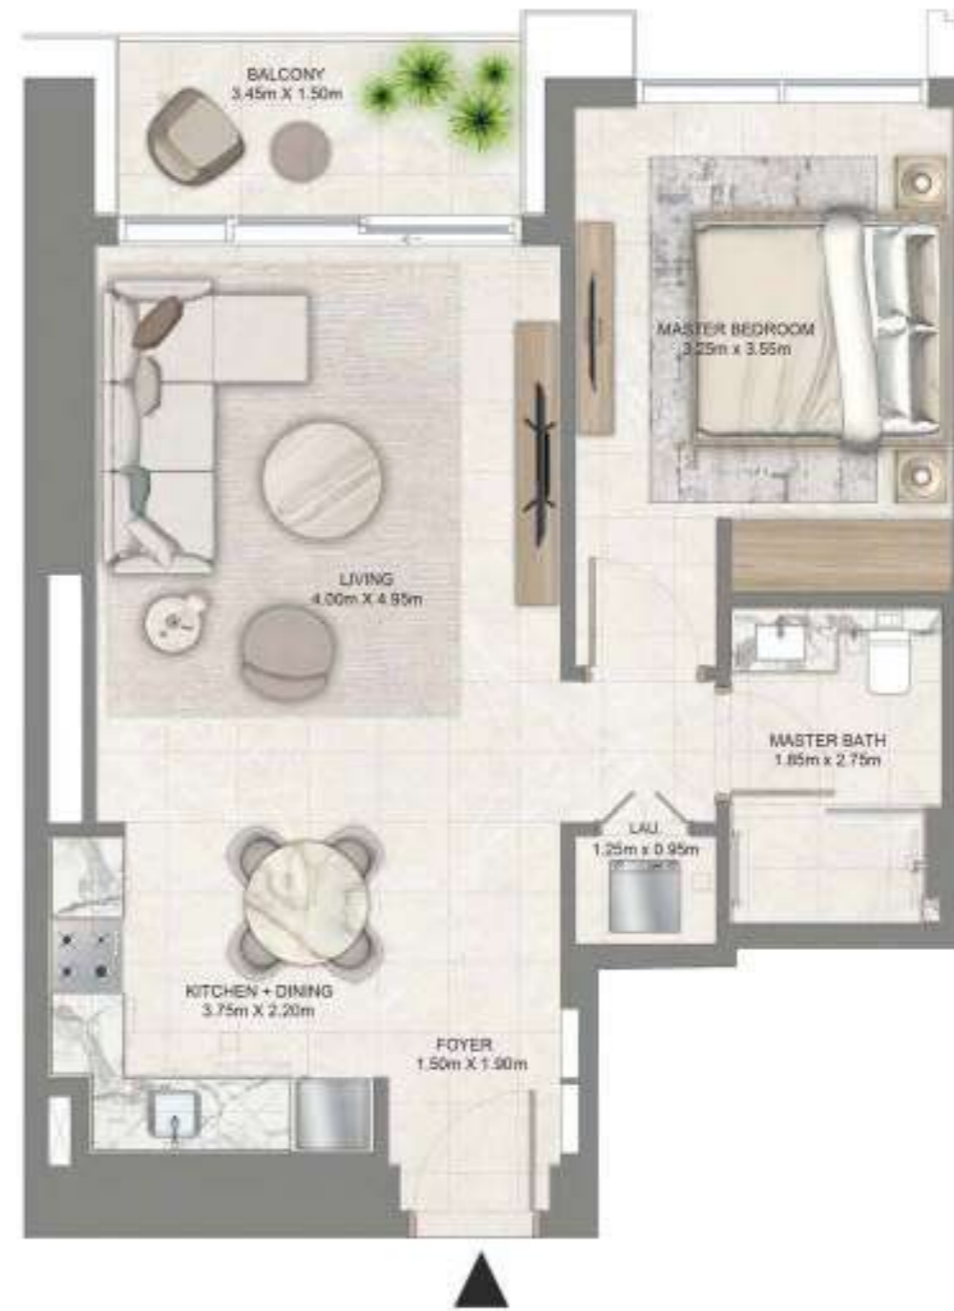 BALCONY
3.45m X 1.50m
MASTER BEDROOM
3.25m x 3.55m
LIVING
4.00m X 4.95m
MASTER BATH
1.85m x 2.75m
LAU.
1.25m x 0.95m
KITCHEN + DINING
3.75m X 2.20m
FOYER
1.50m X 1.90m